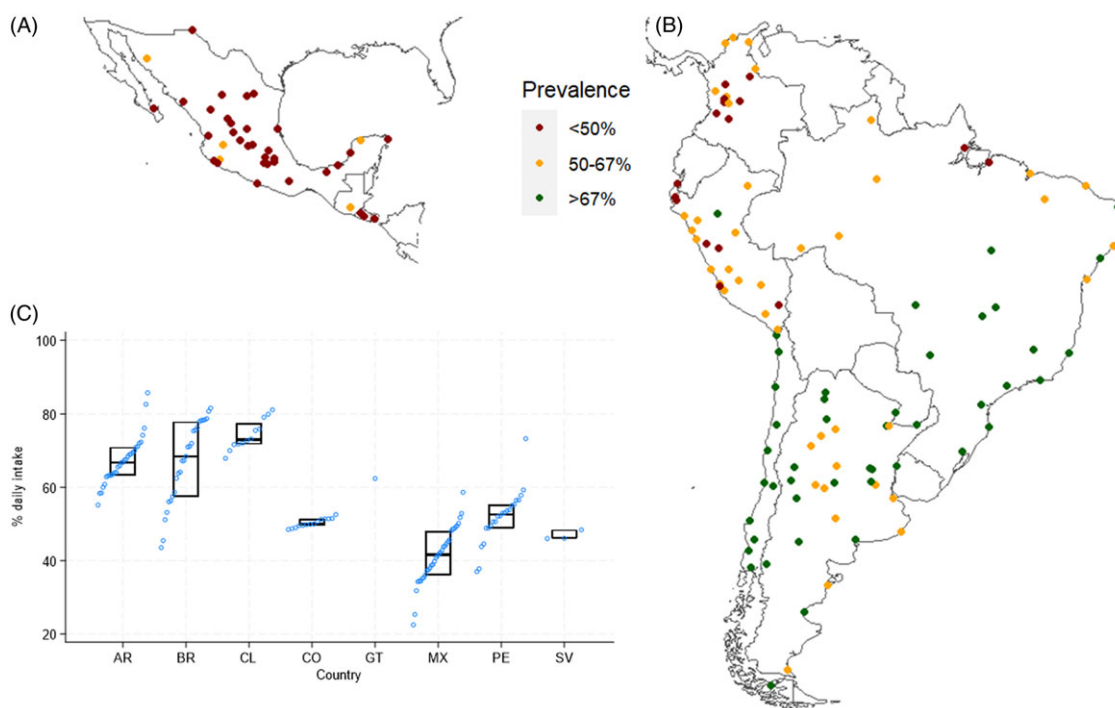 (A)
(B)
Prevalence
<50%
50-67%
>67%
(C)
100
80
60
40
20
% daily intake
AR BR CL CO GT MX PE SV
Country